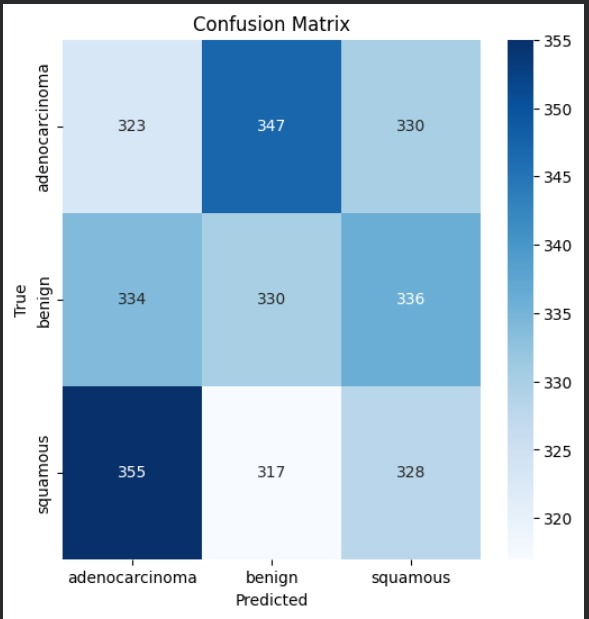 Confusion Matrix
adenocarcinoma
323 347 330
True
benign
334 330 336
squamous
355 317 328
adenocarcinoma benign squamous
Predicted
355
350
345
340
335
330
325
320